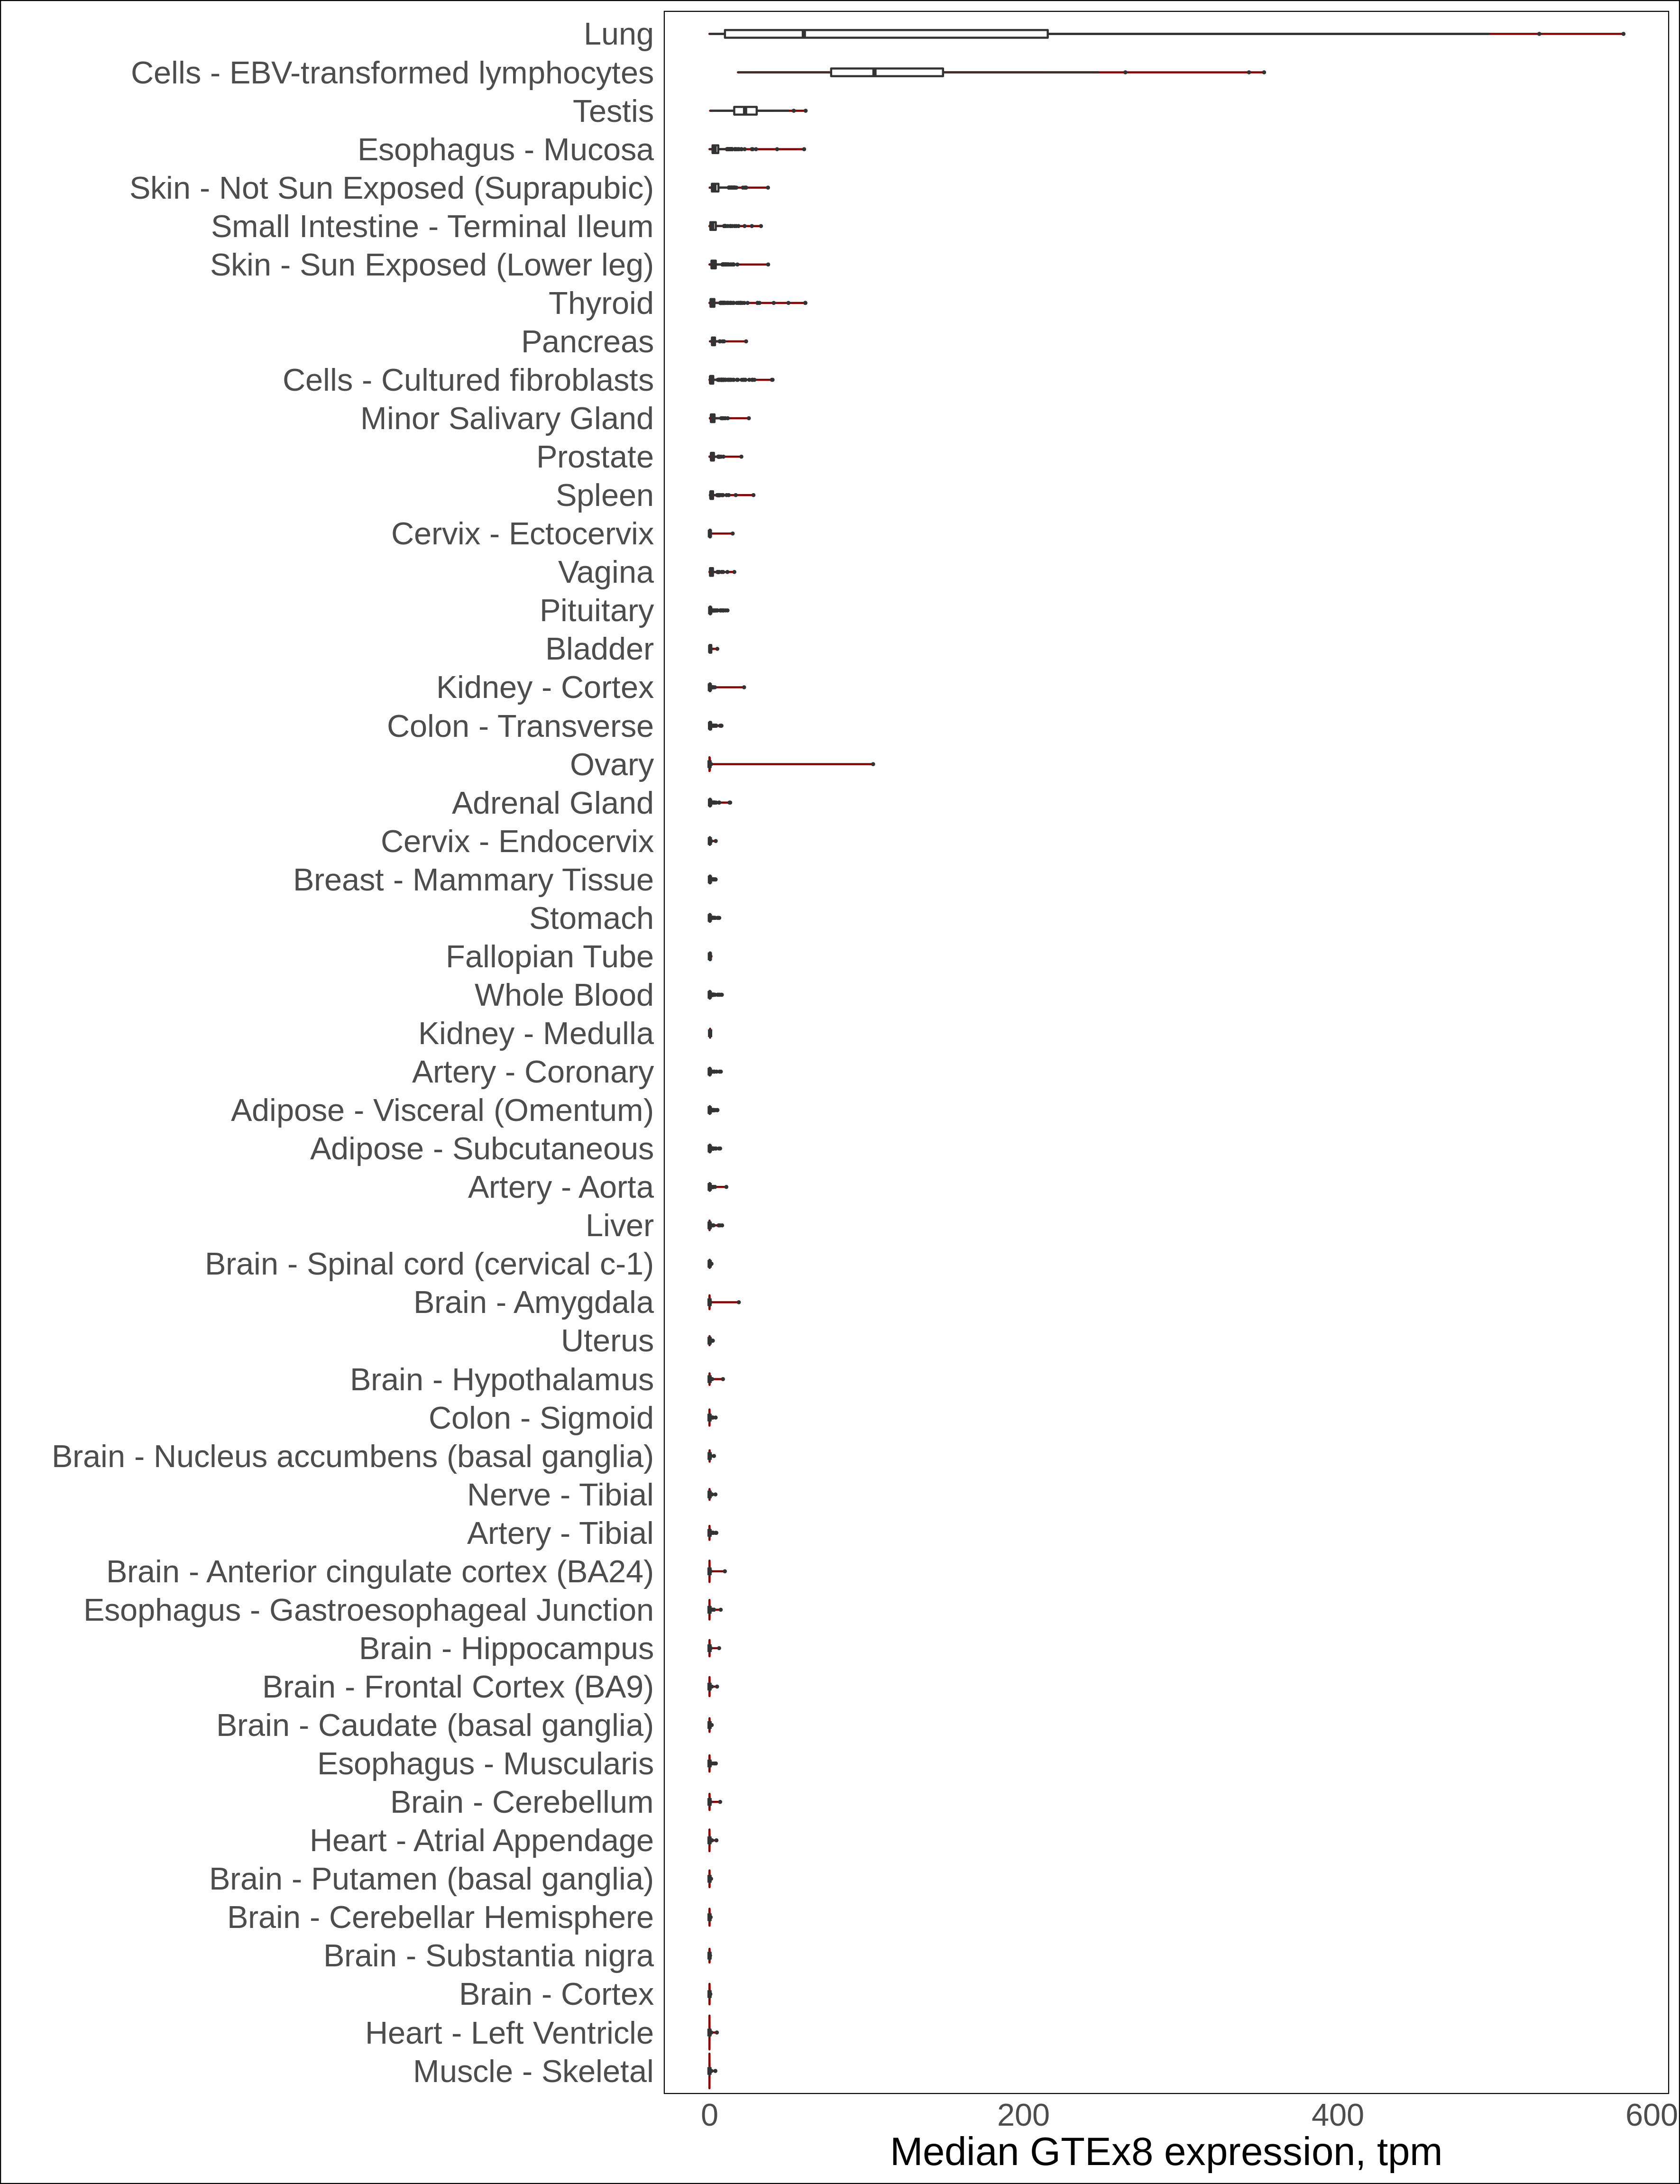 Lung
Cells - EBV-transformed lymphocytes
Testis
Esophagus - Mucosa
Skin - Not Sun Exposed (Suprapubic)
Small Intestine - Terminal Ileum
Skin - Sun Exposed (Lower leg)
Thyroid
Pancreas
Cells - Cultured fibroblasts
Minor Salivary Gland
Prostate
Spleen
Cervix - Ectocervix
Vagina
Pituitary
Bladder
Kidney - Cortex
Colon - Transverse
Ovary
Adrenal Gland
Cervix - Endocervix
Breast - Mammary Tissue
Stomach
Fallopian Tube
Whole Blood
Kidney - Medulla
Artery - Coronary
Adipose - Visceral (Omentum)
Adipose - Subcutaneous
Artery - Aorta
Liver
Brain - Spinal cord (cervical c-1)
Brain - Amygdala
Uterus
Brain - Hypothalamus
Colon - Sigmoid
Brain - Nucleus accumbens (basal ganglia)
Nerve - Tibial
Artery - Tibial
Brain - Anterior cingulate cortex (BA24)
Esophagus - Gastroesophageal Junction
Brain - Hippocampus
Brain - Frontal Cortex (BA9)
Brain - Caudate (basal ganglia)
Esophagus - Muscularis
Brain - Cerebellum
Heart - Atrial Appendage
Brain - Putamen (basal ganglia)
Brain - Cerebellar Hemisphere
Brain - Substantia nigra
Brain - Cortex
Heart - Left Ventricle
Muscle - Skeletal
0 200 400 600
Median GTEx8 expression, tpm